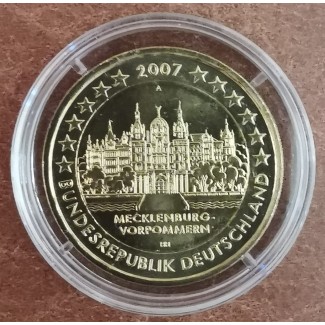 2007
A
MECKLENBURG-
VORPOMMERN
BUNDESREPUBLIK DEUTSCHLAND